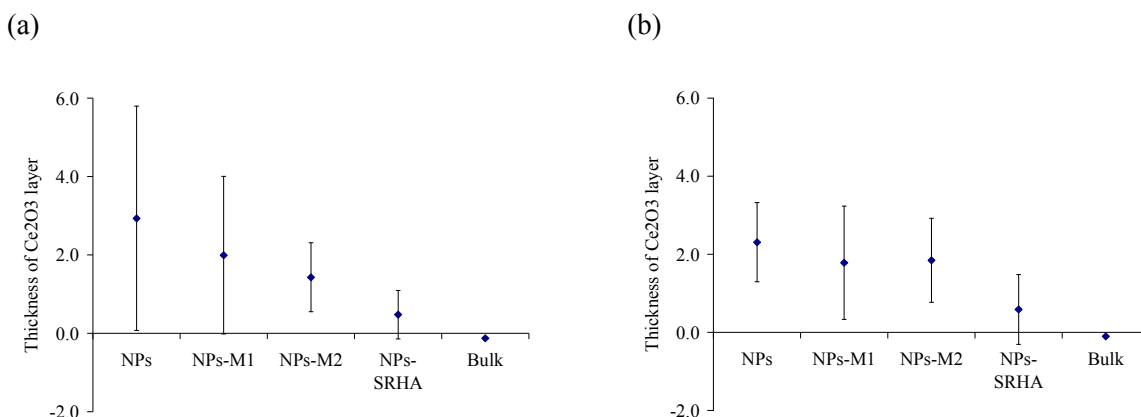 (a)
(b)
Thickness of Ce2O3 layer
6.0
4.0
2.0
0.0
-2.0
NPs
NPs-M1
NPs-M2
NPs-
SRHA
Bulk
Thickness of Ce2O3 layer
6.0
4.0
2.0
0.0
-2.0
NPs
NPs-M1
NPs-M2
NPs-
SRHA
Bulk